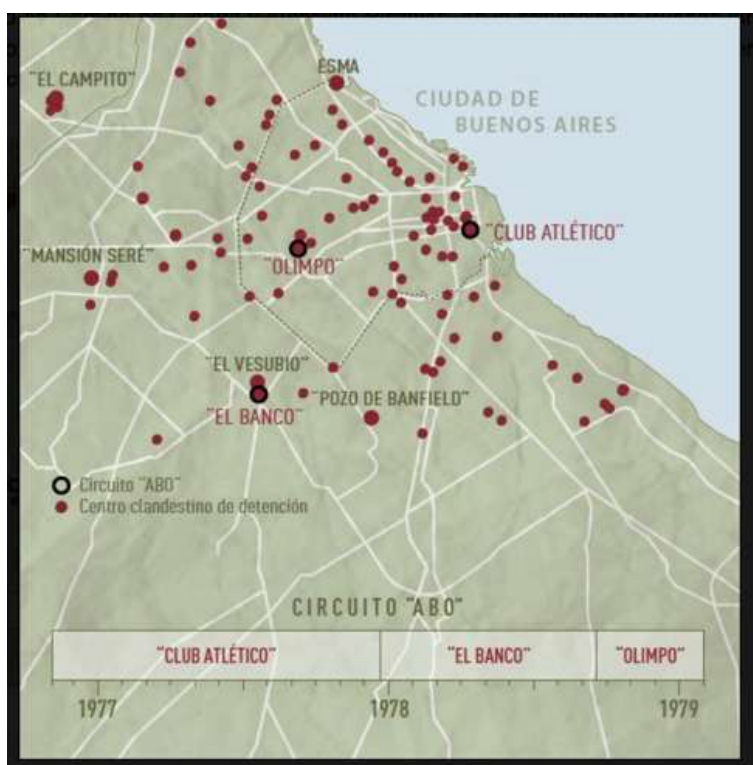 "EL CAMPITO"
ESMA
CIUDAD DE
BUENOS AIRES
"CLUB ATLÉTICO"
"MANSIÓN SERÉ"
"OLIMPO"
"EL VESUBIO"
"EL BANCO"
"POZO DE BANFIELD"
Circuito "ABO"
Centro clandestino de detención
CIRCUITO "ABO"
"CLUB ATLÉTICO" "EL BANCO" "OLIMPO"
1977 1978 1979